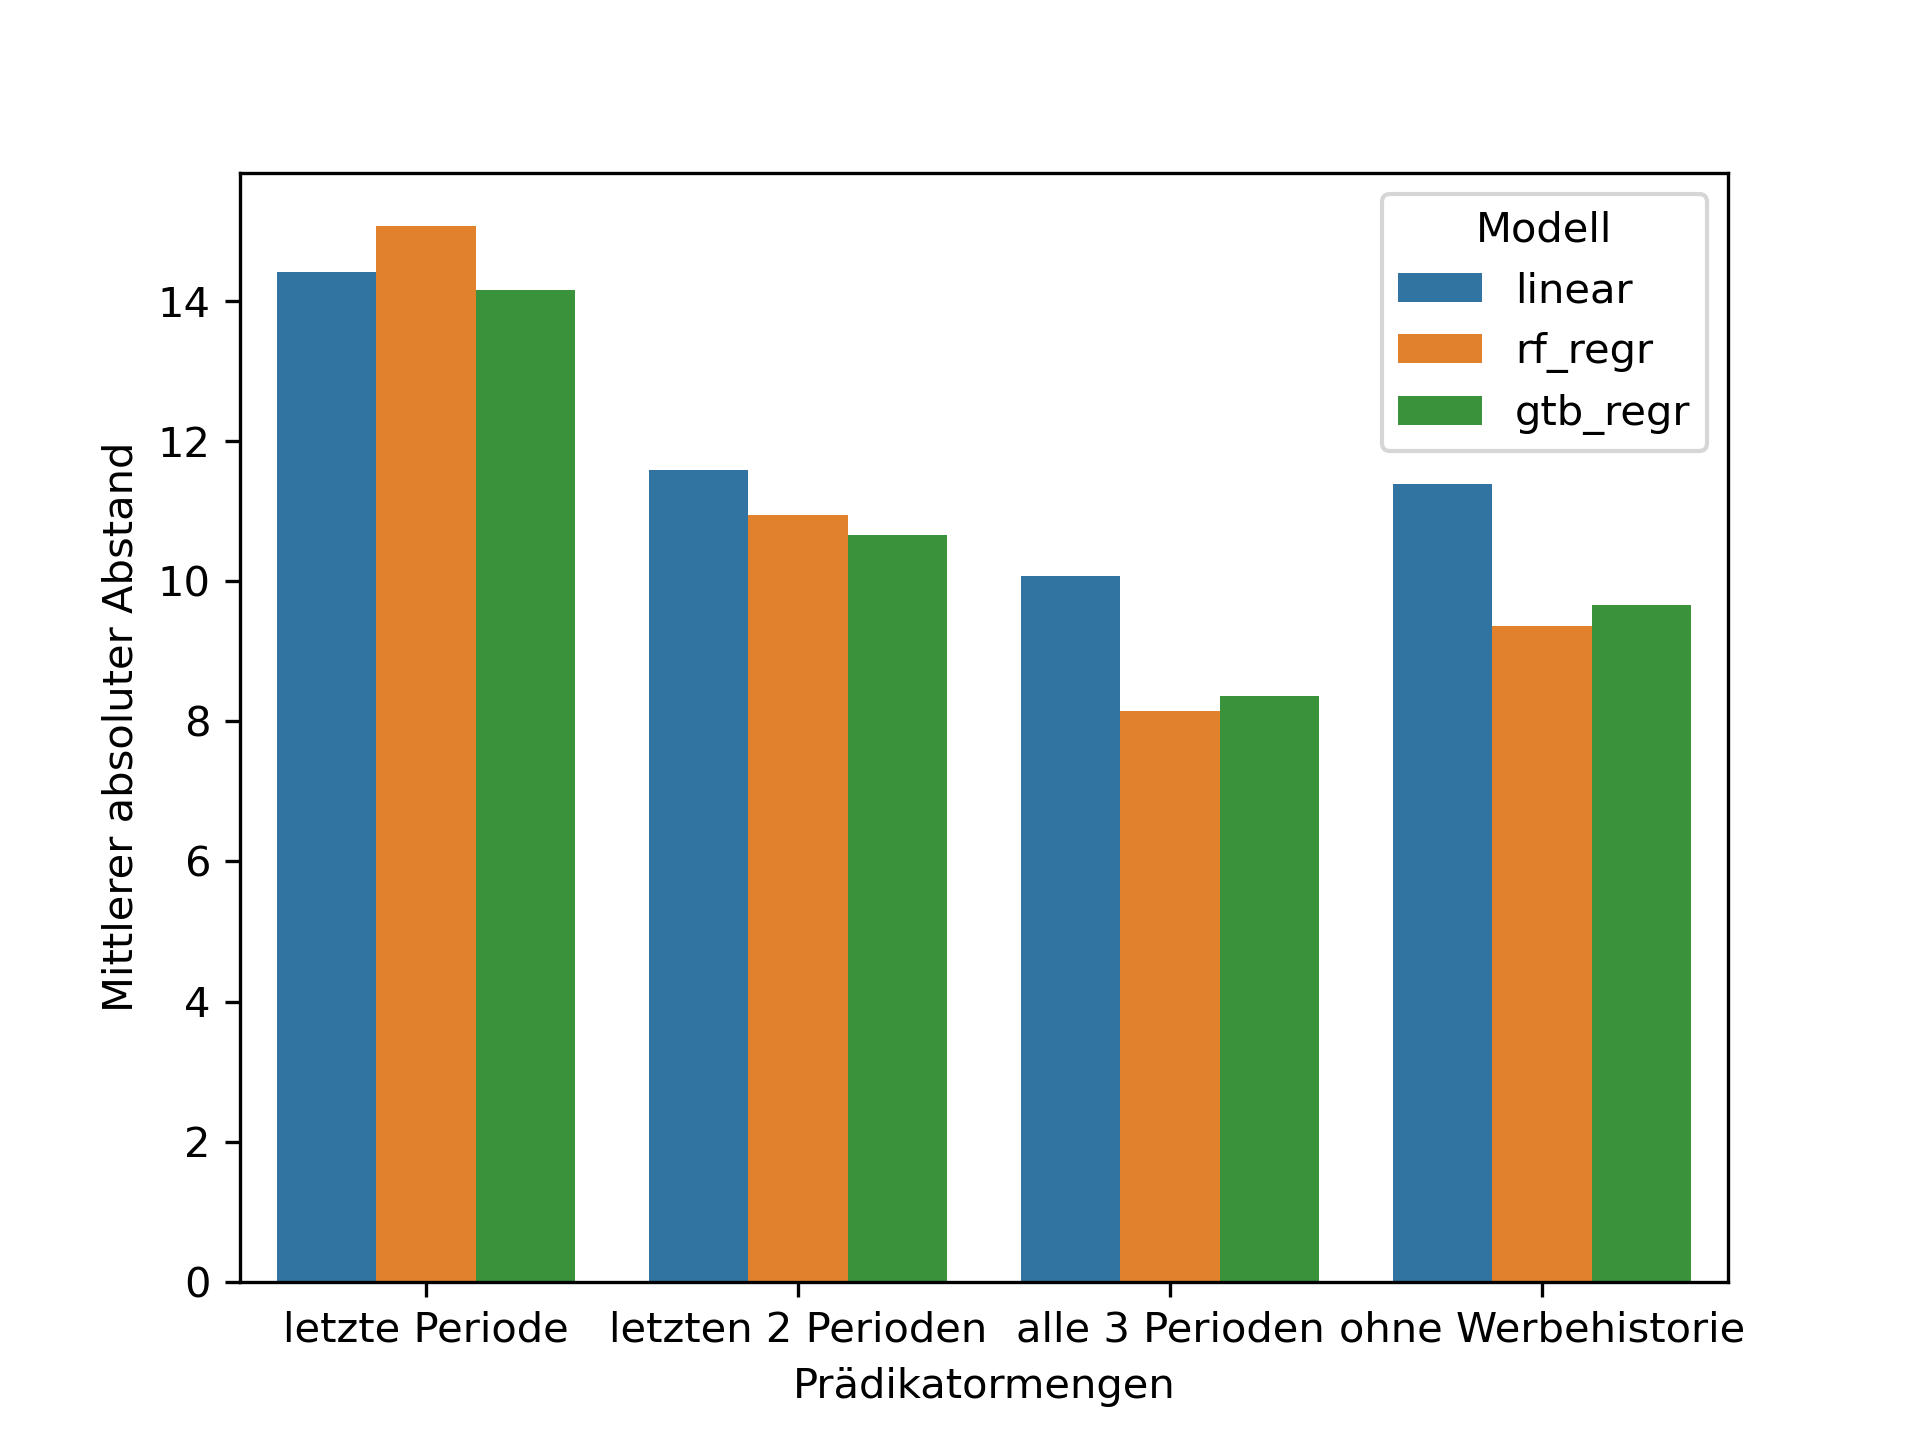 Modell
linear
rf_regr
gtb_regr
Mittlerer absoluter Abstand
14
12
10
8
6
4
2
0
letzte Periode letzten 2 Perioden alle 3 Perioden ohne Werbehistorie
Prädikatormengen